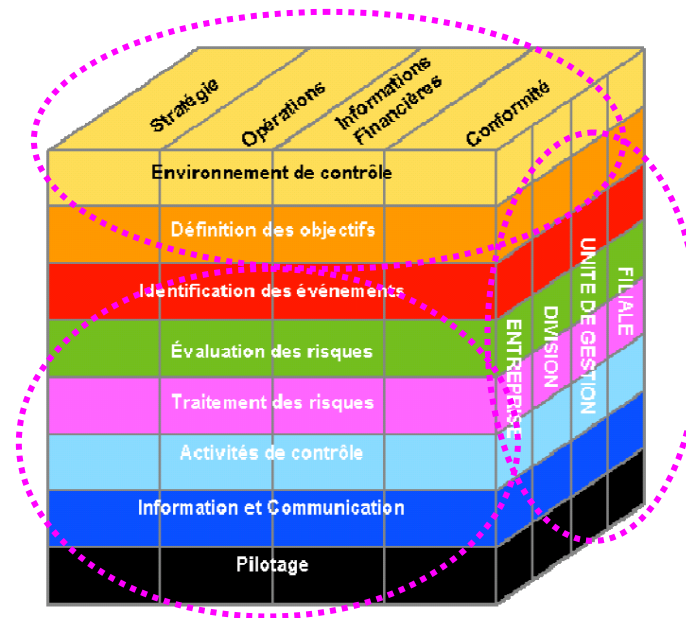 Stratégie
Opérations
Informations
Financières
Conformité
Environnement de contrôle
Définition des objectifs
Identification des événements
Évaluation des risques
Traitement des risques
Activités de contrôle
Information et Communication
Pilotage
ENTREPRISE
DIVISION
UNITE DE GESTION
FILIALE